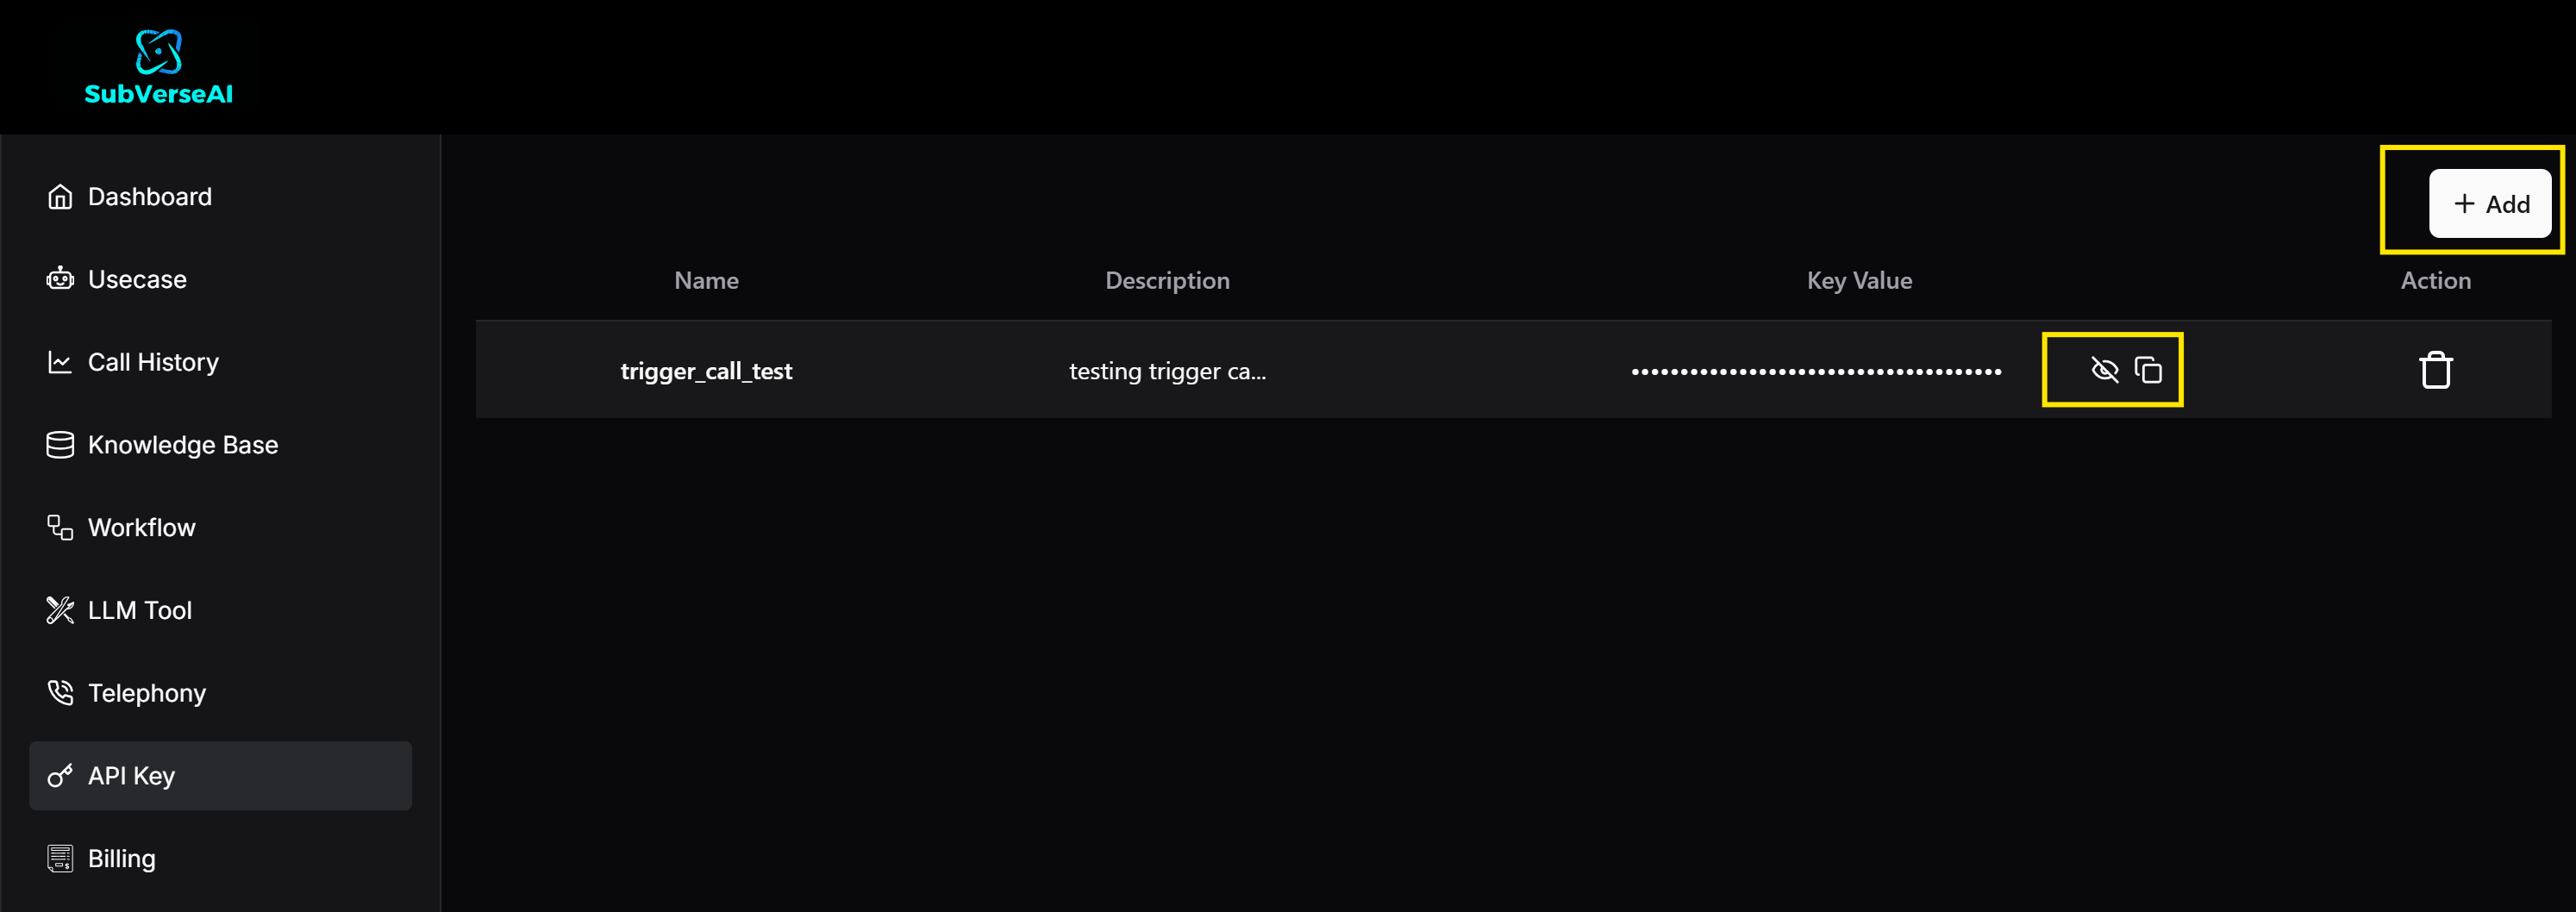 SubVerseAI
Dashboard
Usecase
Call History
Knowledge Base
Workflow
LLM Tool
Telephony
API Key
Billing
+ Add
Name Description Key Value Action
trigger_call_test testing trigger ca... •••••••••••••••••••••••••••••••••••••